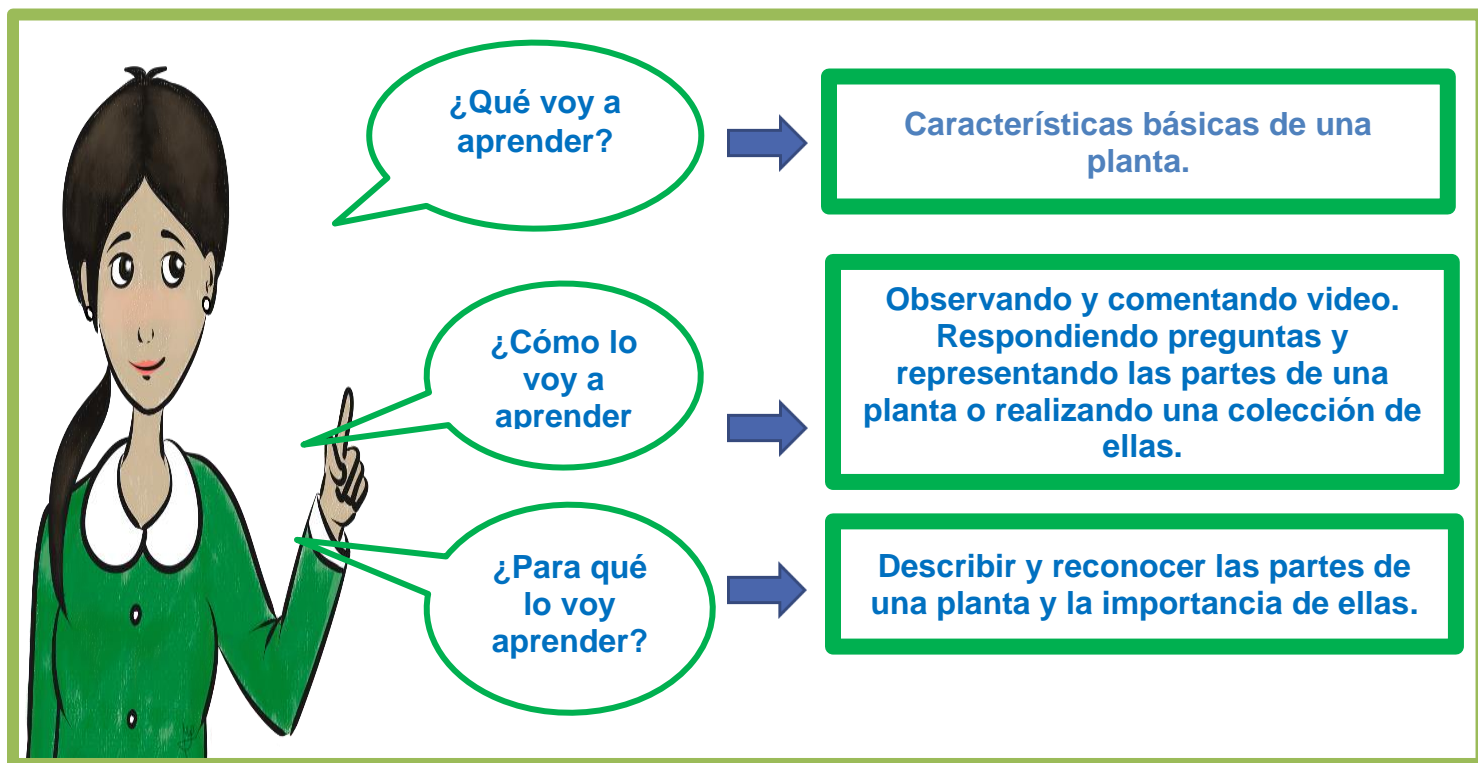 ¿Qué voy a
aprender?
Características básicas de una
planta.
¿Cómo lo
voy a
aprender
Observando y comentando video.
Respondiendo preguntas y
representando las partes de una
planta o realizando una colección de
ellas.
¿Para qué
lo voy
aprender?
Describir y reconocer las partes de
una planta y la importancia de ellas.